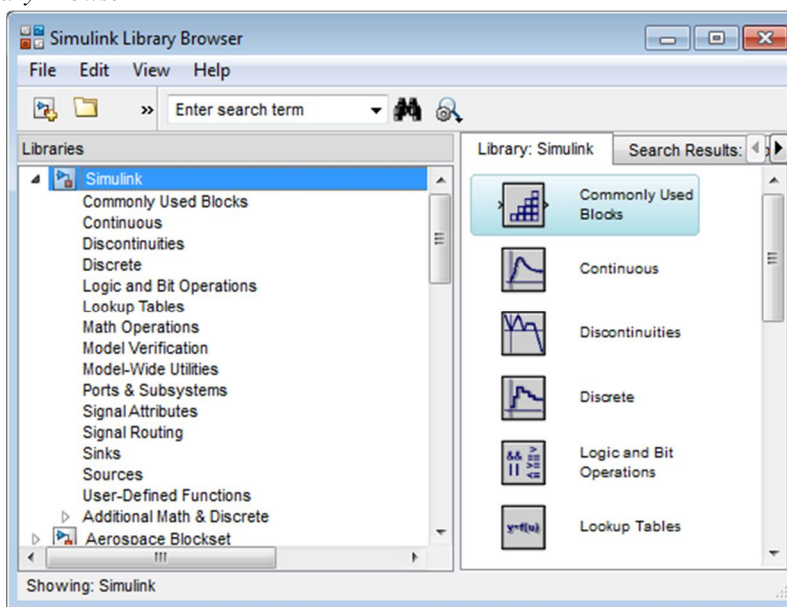 Simulink Library Browser
File Edit View Help
» Enter search term
Libraries
Simulink
Commonly Used Blocks
Continuous
Discontinuities
Discrete
Logic and Bit Operations
Lookup Tables
Math Operations
Model Verification
Model-Wide Utilities
Ports & Subsystems
Signal Attributes
Signal Routing
Sinks
Sources
User-Defined Functions
Additional Math & Discrete
Aerospace Blockset
Library: Simulink Search Results:
Commonly Used
Blocks
Continuous
Discontinuities
Discrete
Logic and Bit
Operations
y=f(u) Lookup Tables
Showing: Simulink